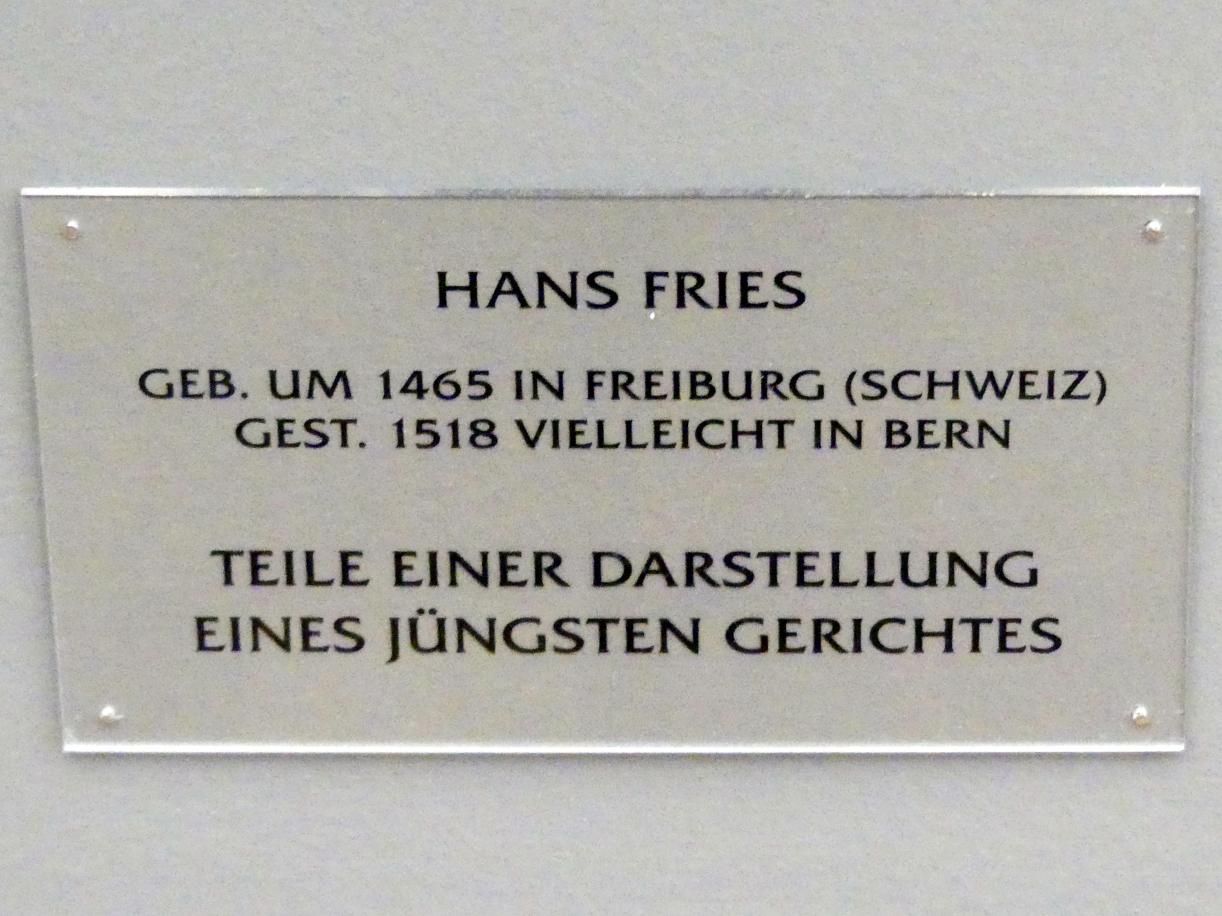 HANS FRIES
GEB. UM 1465 IN FREIBURG (SCHWEIZ)
GEST. 1518 VIELLEICHT IN BERN
TEILE EINER DARSTELLUNG
EINES JÜNGSTEN GERICHTES